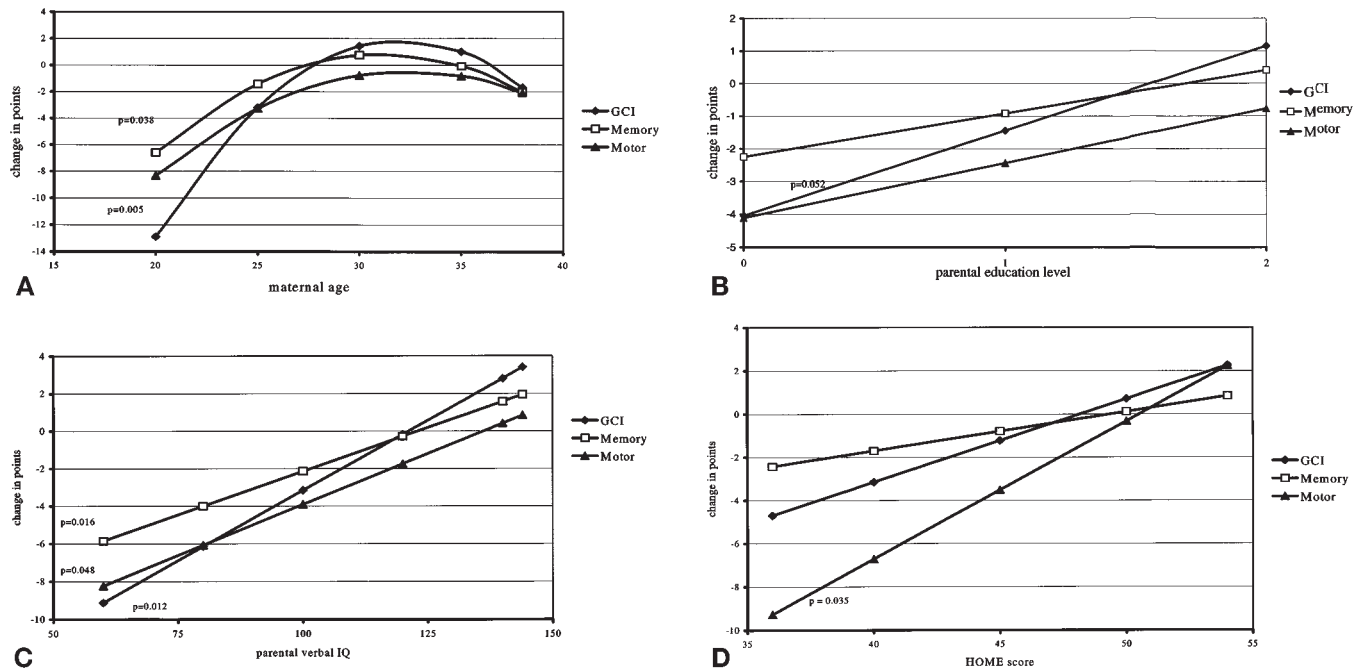 4
2
0
-2
-4
-6
-8
-10
-12
-14
change in points
p=0.038
p=0.005
15 20 25 30 35 40
maternal age
GCI
Memory
Motor
A
2
1
0
-1
-2
-3
-4
-5
change in points
p=0.052
0 1 2
parental education level
GCI
Memory
Motor
B
4
2
0
-2
-4
-6
-8
-10
change in points
p=0.016
p=0.048
p=0.012
50 75 100 125 150
parental verbal IQ
GCI
Memory
Motor
C
4
2
0
-2
-4
-6
-8
-10
change in points
p = 0.035
35 40 45 50 55
HOME score
GCI
Memory
Motor
D